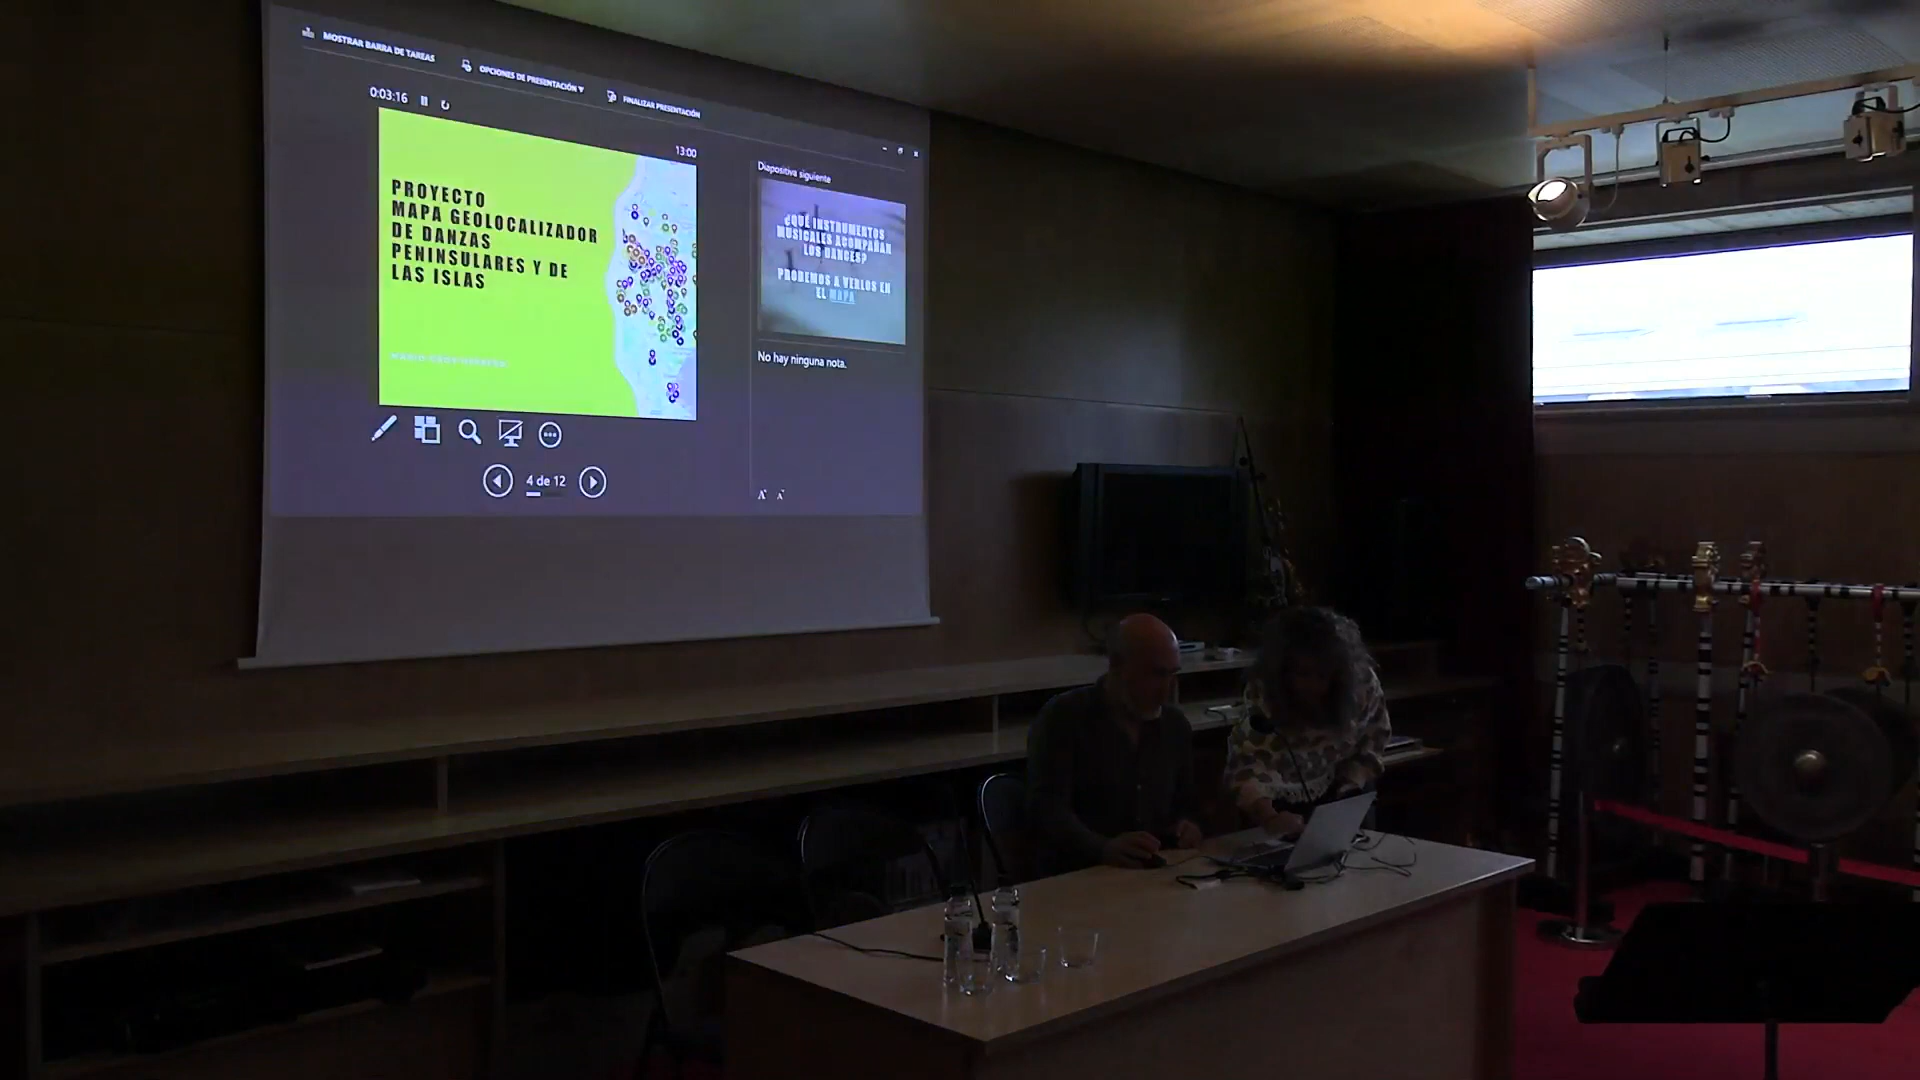 MOSTRAR BARRA DE TAREAS
OPCIONES DE PRESENTACIÓN
FINALIZAR PRESENTACIÓN
0:03:16
13:00
PROYECTO
MAPA GEOLOCALIZADOR
DE DANZAS
PENINSULARES Y DE
LAS ISLAS
Diapositiva siguiente
¿QUÉ INSTRUMENTOS
MUSICALES ACOMPAÑAN
LOS DANCES?
PROBEMOS A VERLOS EN
EL MAPA
No hay ninguna nota.
4 de 12
A A